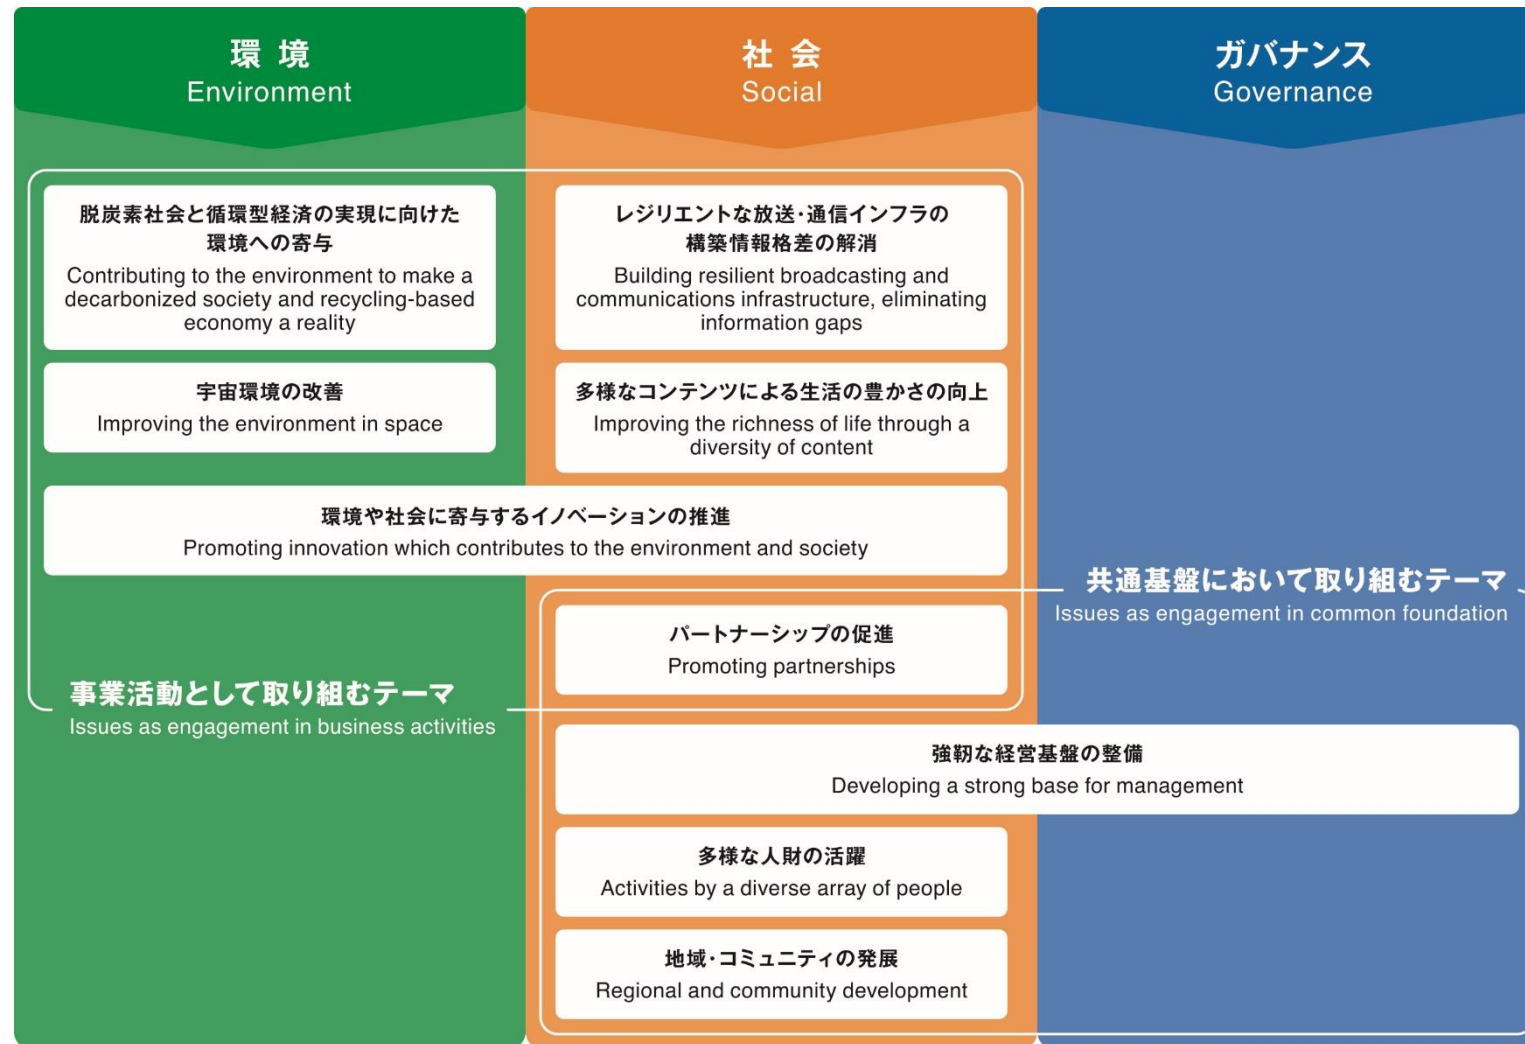 環境
Environment
社会
Social
ガバナンス
Governance
脱炭素社会と循環型経済の実現に向けた
環境への寄与
Contributing to the environment to make a
decarbonized society and recycling-based
economy a reality
レジリエントな放送・通信インフラの
構築情報格差の解消
Building resilient broadcasting and
communications infrastructure, eliminating
information gaps
宇宙環境の改善
Improving the environment in space
多様なコンテンツによる生活の豊かさの向上
Improving the richness of life through a
diversity of content
環境や社会に寄与するイノベーションの推進
Promoting innovation which contributes to the environment and society
共通基盤において取り組むテーマ
Issues as engagement in common foundation
パートナーシップの促進
Promoting partnerships
事業活動として取り組むテーマ
Issues as engagement in business activities
強靭な経営基盤の整備
Developing a strong base for management
多様な人財の活躍
Activities by a diverse array of people
地域・コミュニティの発展
Regional and community development